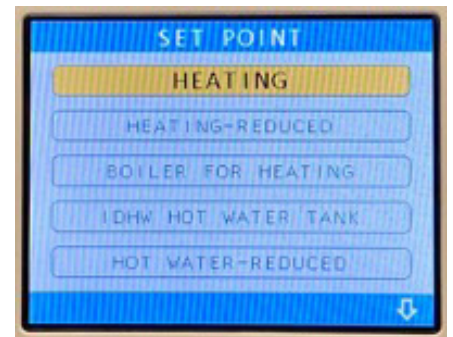 SET POINT
HEATING
HEATING-REDUCED
BOILER FOR HEATING
IDHW HOT WATER TANK
HOT WATER-REDUCED